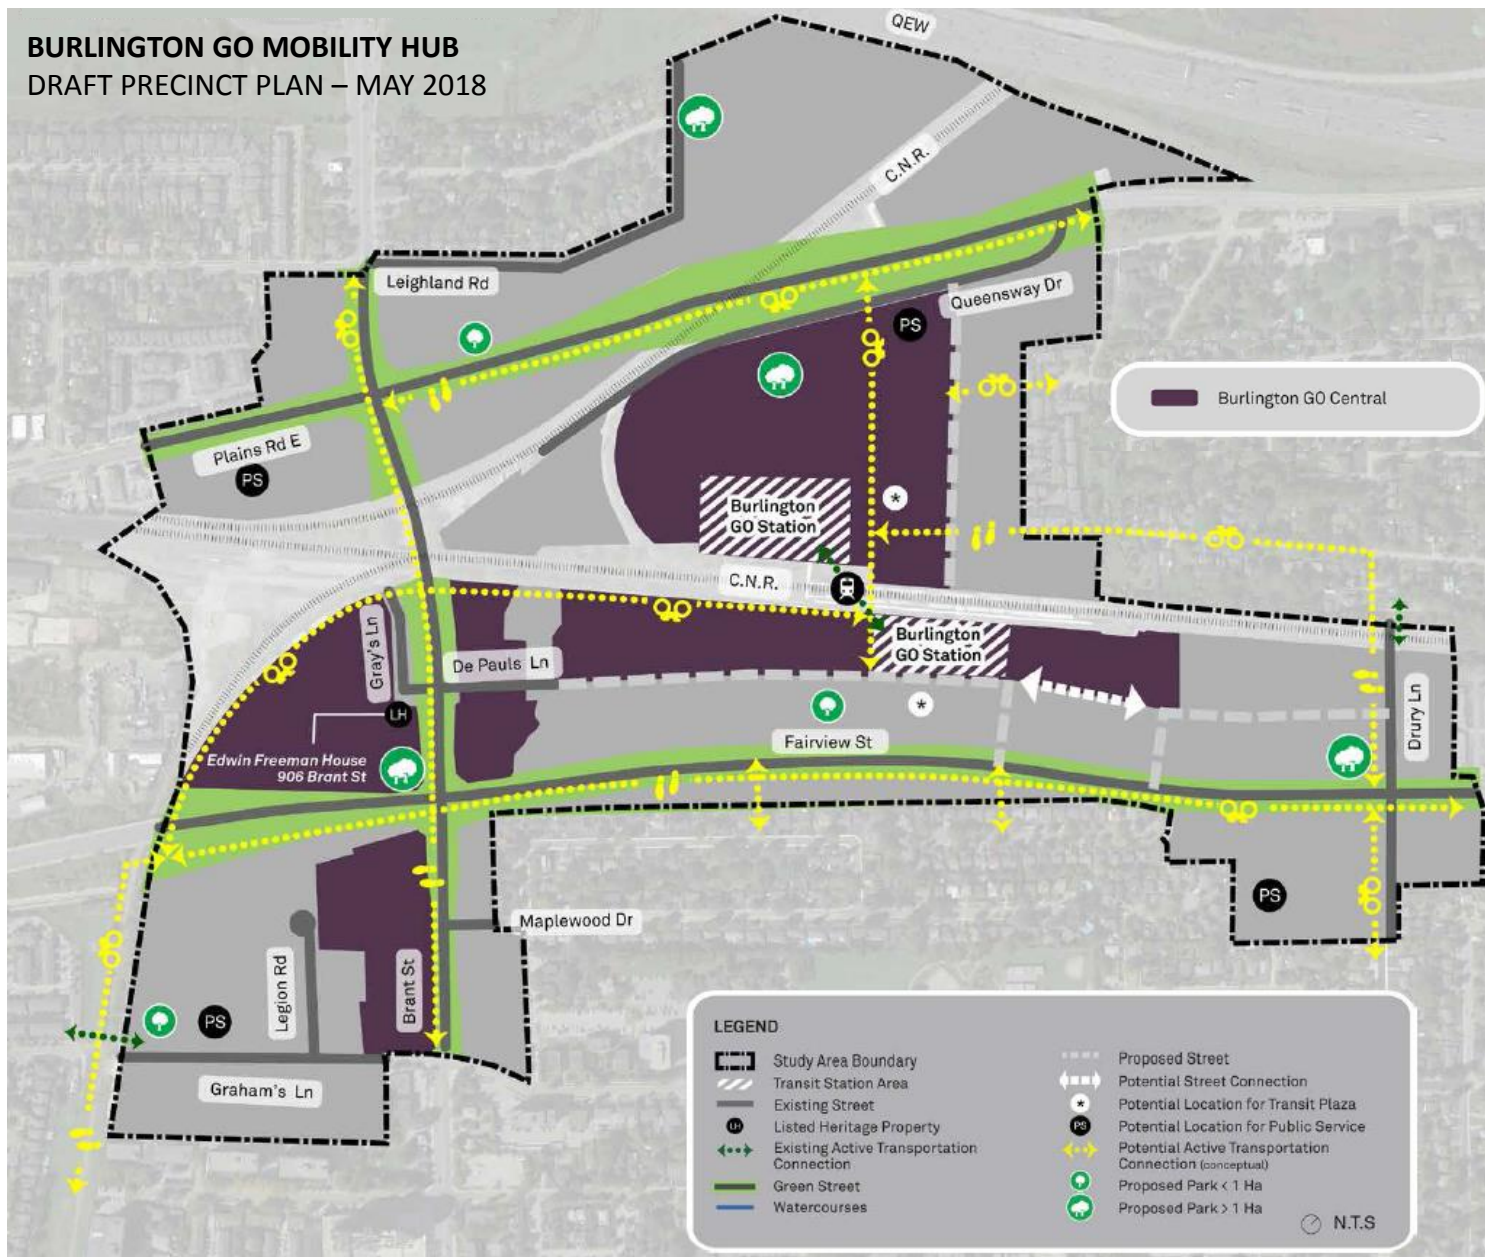 BURLINGTON GO MOBILITY HUB
DRAFT PRECINCT PLAN – MAY 2018
QEW
C.N.R.
Leighland Rd
Queensway Dr
PS
Burlington GO Central
Plains Rd E
PS
Burlington
GO Station
*
C.N.R.
Burlington
GO Station
Gray's Ln
De Pauls Ln
LH
*
Drury Ln
Fairview St
Edwin Freeman House
906 Brant St
PS
Maplewood Dr
Legion Rd
Brant St
PS
Graham's Ln
LEGEND
Study Area Boundary
Transit Station Area
Existing Street
LH Listed Heritage Property
Existing Active Transportation
Connection
Green Street
Watercourses
Proposed Street
Potential Street Connection
* Potential Location for Transit Plaza
PS Potential Location for Public Service
Potential Active Transportation
Connection (conceptual)
Proposed Park < 1 Ha
Proposed Park > 1 Ha
N.T.S